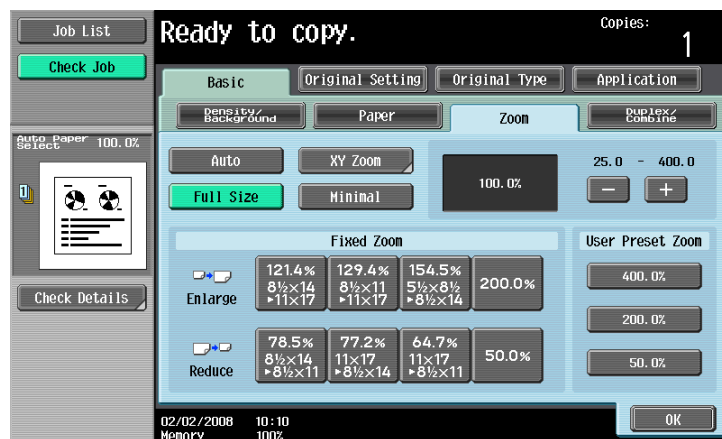 Job List
Ready to copy.
Copies:
1
Check Job
Basic
Original Setting
Original Type
Application
Density/
Background
Paper
Zoom
Duplex/
Combine
Auto Paper
Select
100.0%
Auto
XY Zoom
100.0%
25.0 - 400.0
Full Size
Minimal
−
+
Fixed Zoom
User Preset Zoom
Enlarge
121.4%
8½×14
▸11×17
129.4%
8½×11
▸11×17
154.5%
5½×8½
▸8½×14
200.0%
400.0%
Check Details
200.0%
Reduce
78.5%
8½×14
▸8½×11
77.2%
11×17
▸8½×14
64.7%
11×17
▸8½×11
50.0%
50.0%
02/02/2008 10:10
Memory 100%
OK